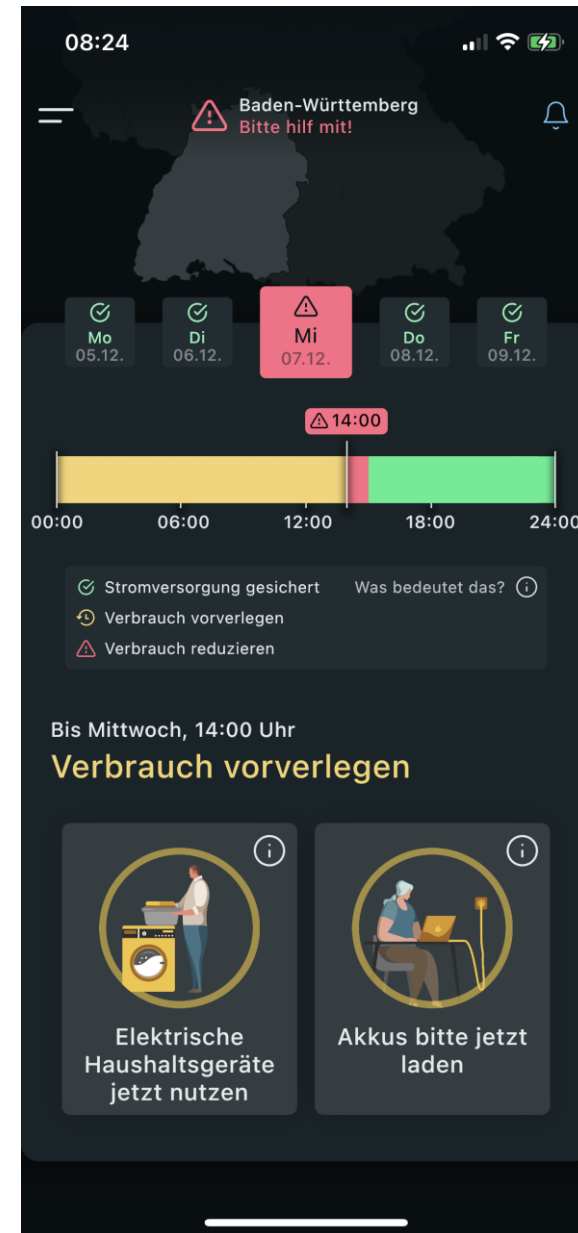 08:24
Baden-Württemberg
Bitte hilf mit!
Mo
05.12.
Di
06.12.
Mi
07.12.
Do
08.12.
Fr
09.12.
14:00
00:00 06:00 12:00 18:00 24:00
Stromversorgung gesichert Was bedeutet das?
Verbrauch vorverlegen
Verbrauch reduzieren
Bis Mittwoch, 14:00 Uhr
Verbrauch vorverlegen
Elektrische
Haushaltsgeräte
jetzt nutzen
Akkus bitte jetzt
laden